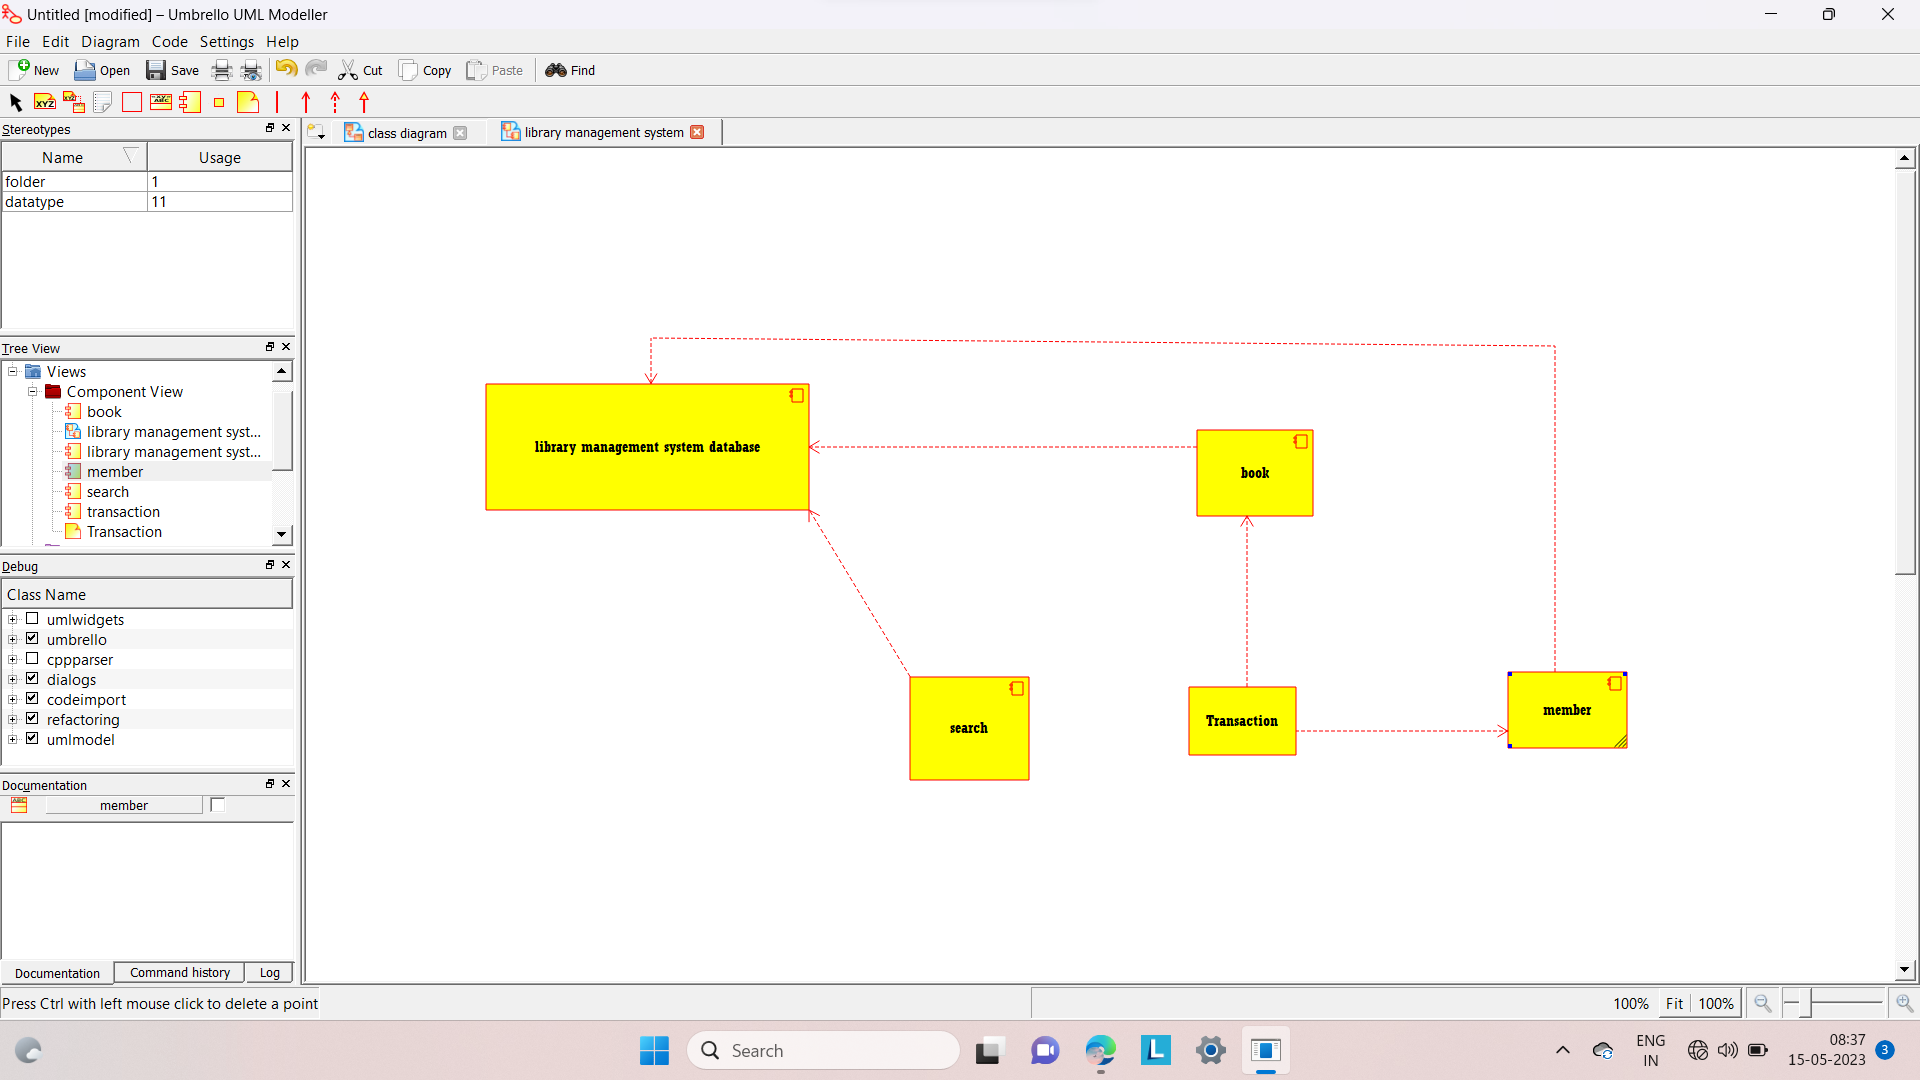 Untitled [modified] – Umbrello UML Modeller
File Edit Diagram Code Settings Help
New Open Save Cut Copy Paste Find
XYZ XYZ ABC
Stereotypes
Name Usage
folder 1
datatype 11
Tree View
Views
Component View
book
library management syst...
library management syst...
member
search
transaction
Transaction
Debug
Class Name
umlwidgets
umbrello
cppparser
dialogs
codeimport
refactoring
umlmodel
Documentation
ABC member
Documentation Command history Log
class diagram library management system
library management system database
book
search
Transaction
member
Press Ctrl with left mouse click to delete a point
100% Fit 100%
Search
L
ENG
IN
08:37
15-05-2023
3